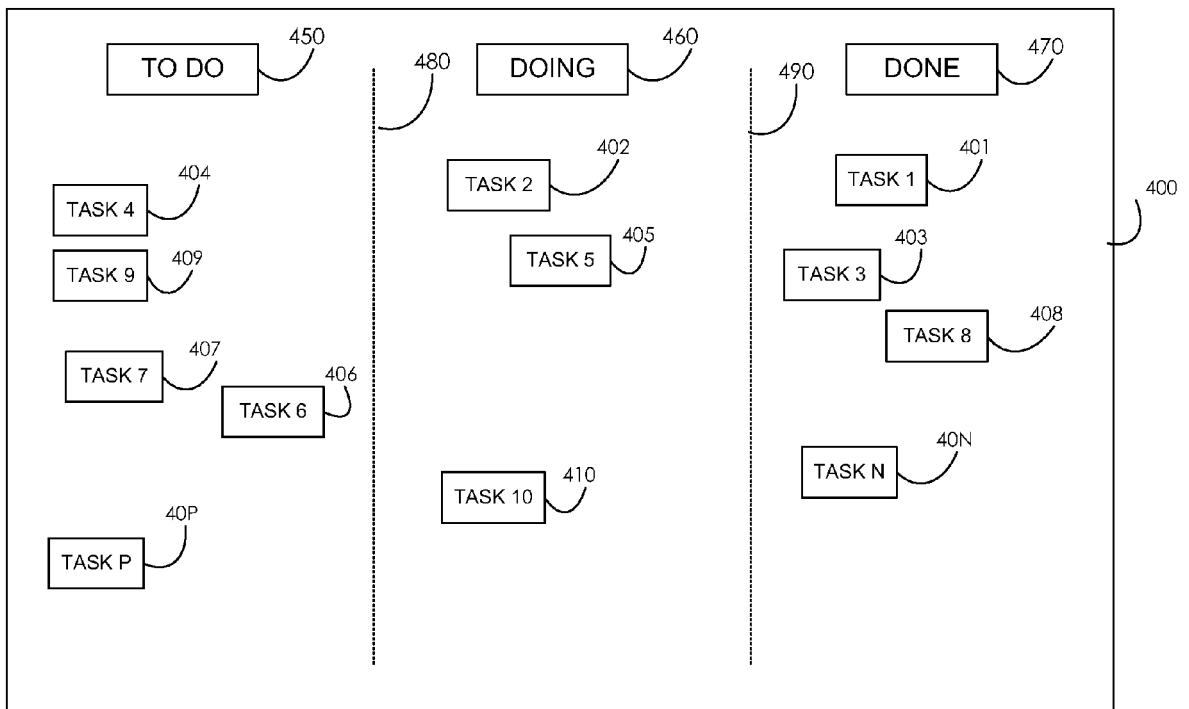 450
460
470
TO DO
DOING
DONE
480
490
402
401
404
TASK 2
TASK 1
400
TASK 4
405
403
409
TASK 5
TASK 3
TASK 9
408
TASK 8
407
406
TASK 7
TASK 6
40N
TASK N
410
TASK 10
40P
TASK P